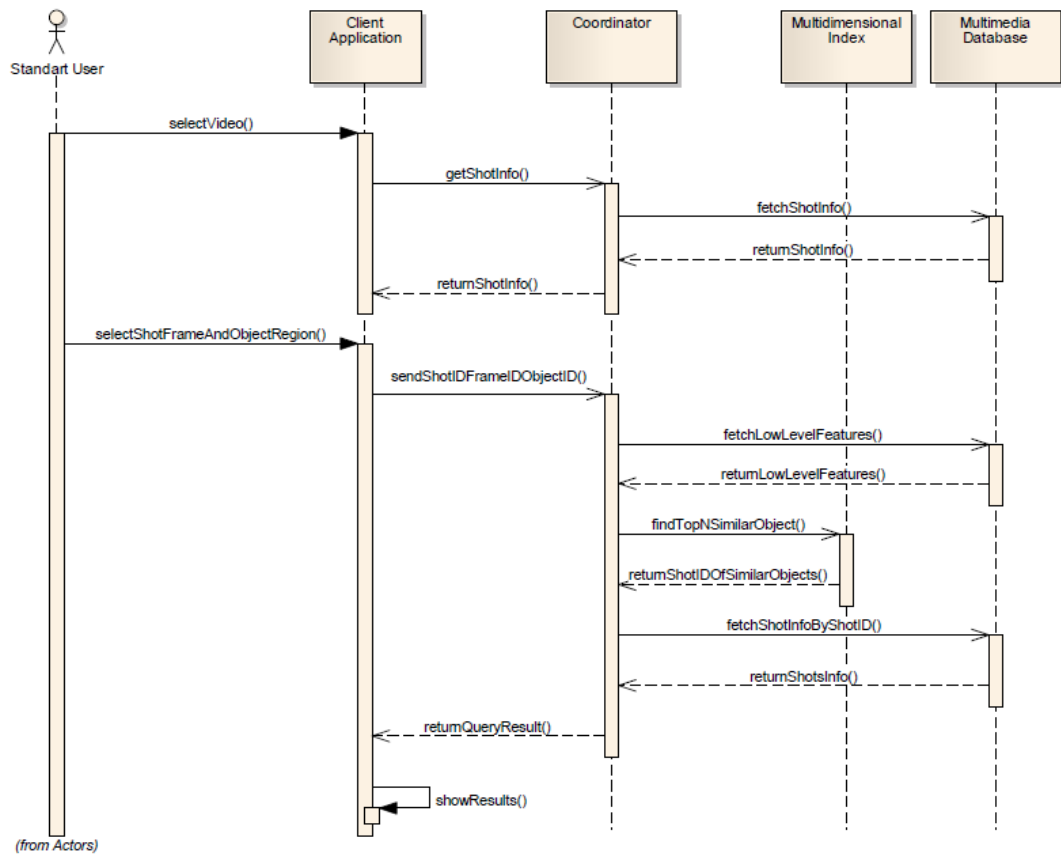 Standart User
Client
Application
Coordinator
Multidimensional
Index
Multimedia
Database
selectVideo()
getShotInfo()
fetchShotInfo()
returnShotInfo()
returnShotInfo()
selectShotFrameAndObjectRegion()
sendShotIDFrameIDObjectID()
fetchLowLevelFeatures()
returnLowLevelFeatures()
findTopNSimilarObject()
returnShotIDOfSimilarObjects()
fetchShotInfoByShotID()
returnShotsInfo()
returnQueryResult()
showResults()
(from Actors)